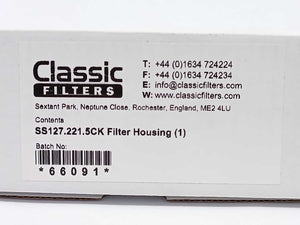 Classic
FILTERS
T: +44 (0)1634 724224
F: +44 (0)1634 724234
E: info@classicfilters.com
W: www.classicfilters.com
Sextant Park, Neptune Close, Rochester, England, ME2 4LU
Contents
SS127.221.5CK Filter Housing (1)
Batch No:
*66091*